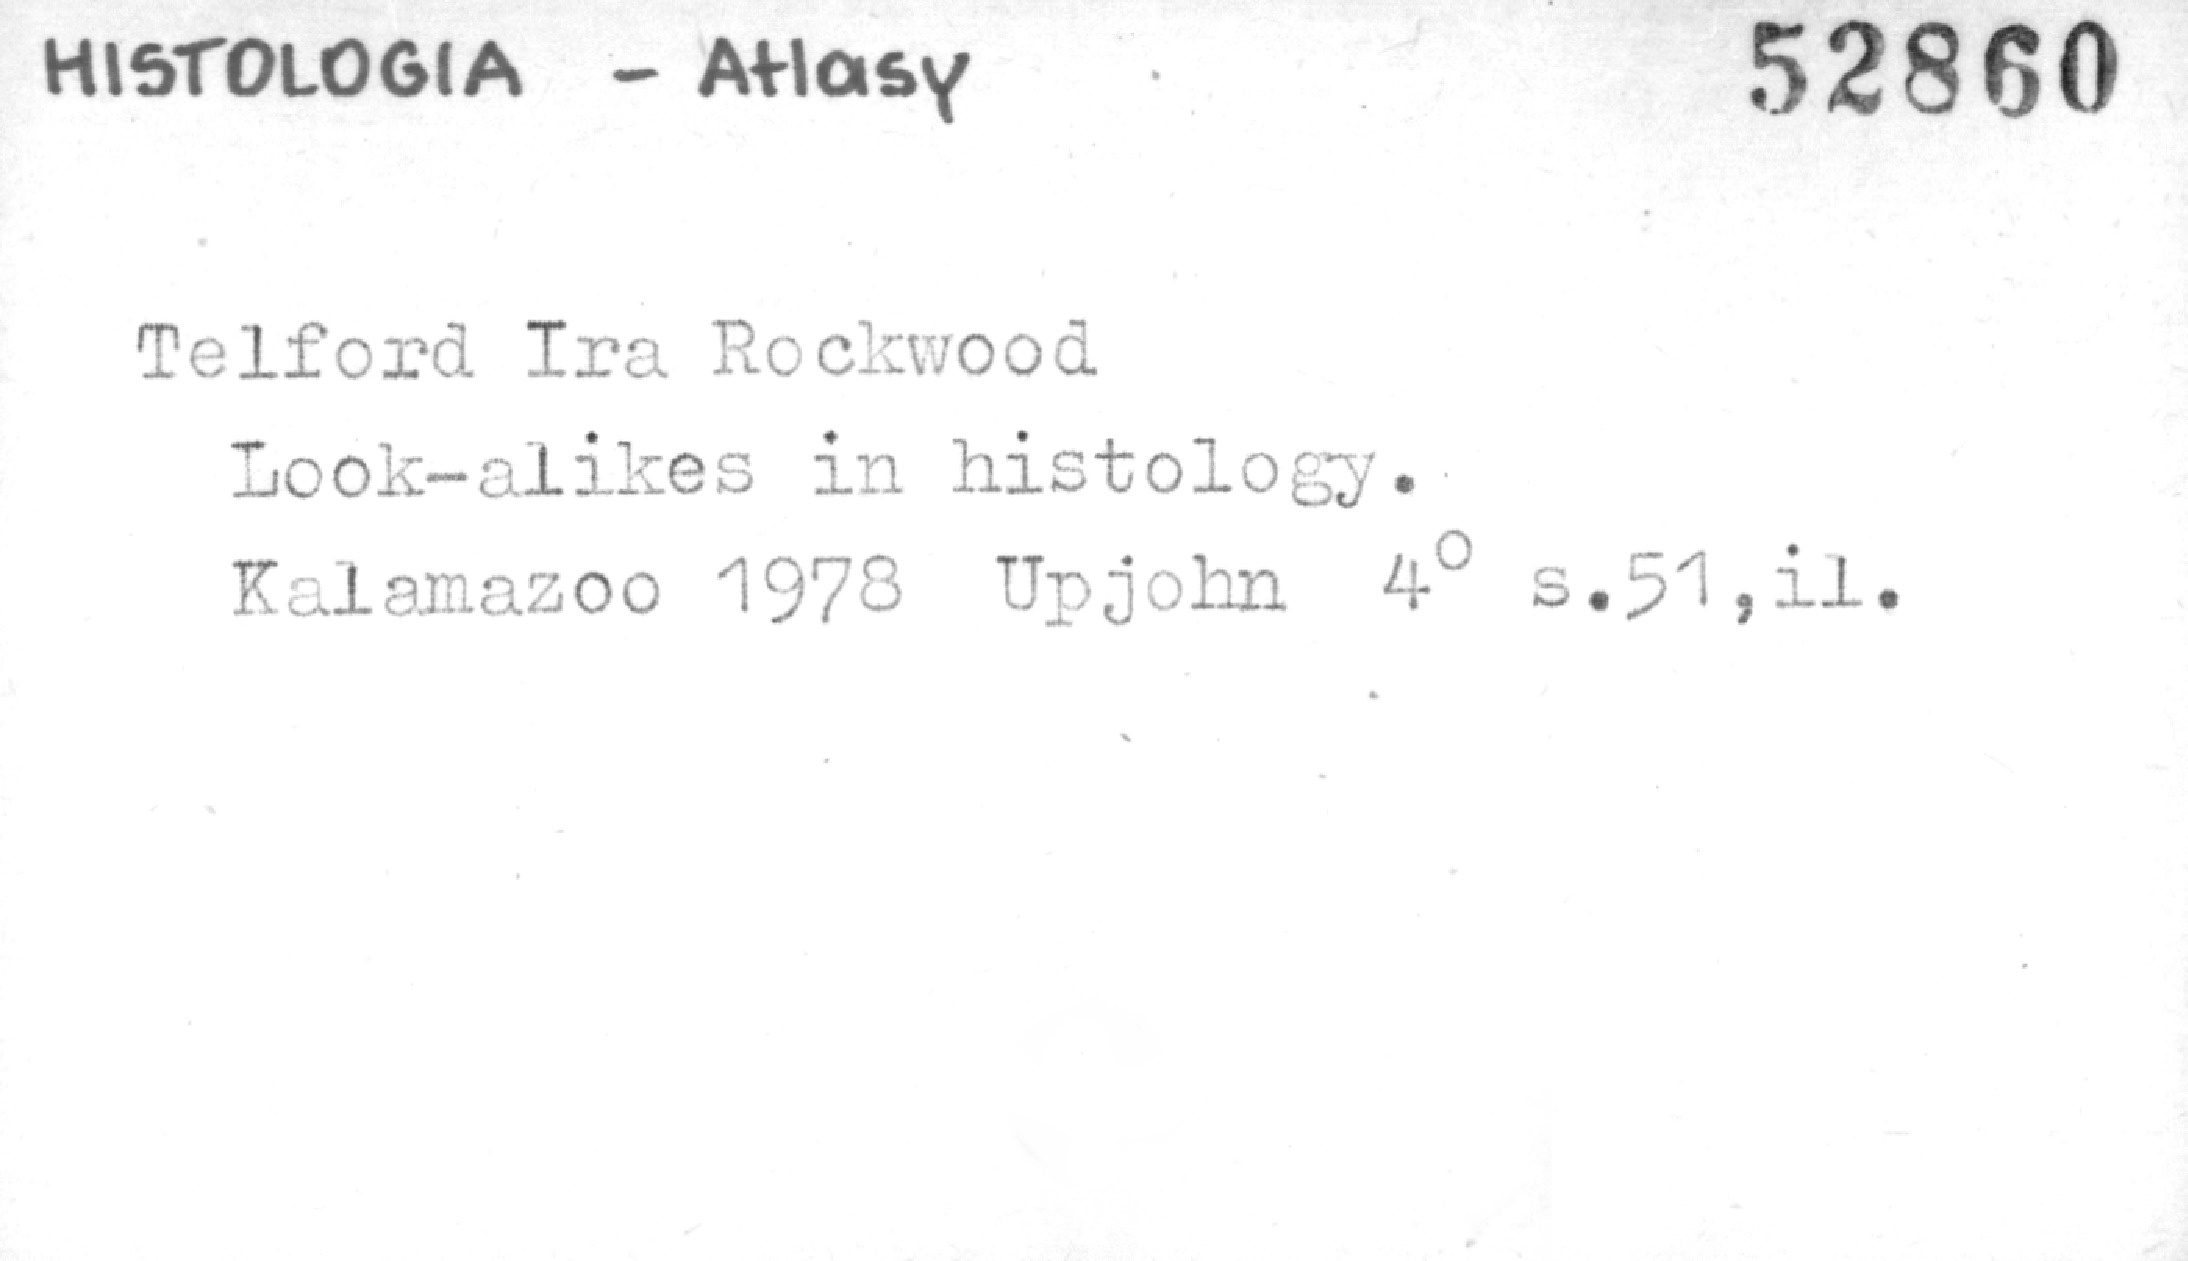 HISTOLOGIA - Atlasy 52860
Telford Ira Rockwood
Look-alikes in histology.
Kalamazoo 1978 Upjohn 4° s.51,il.